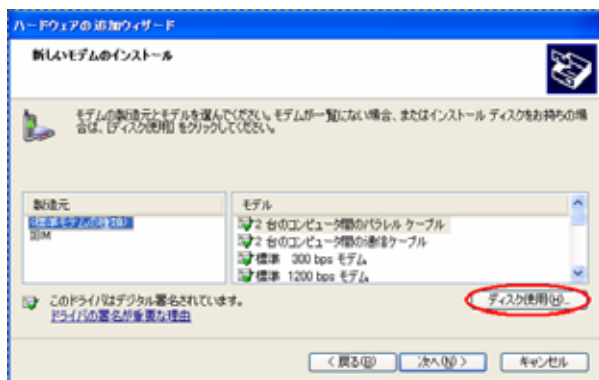 ハードウェアの追加ウィザード
新しいモデムのインストール
モデムの製造元とモデルを選んでください。モデムが一覧にない場合、またはインストール ディスクをお持ちの場
合は、[ディスク使用] をクリックしてください。
製造元
(標準モデムの種類)
IBM
モデル
2 台のコンピュータ間のパラレル ケーブル
2 台のコンピュータ間の通信ケーブル
標準 300 bps モデム
標準 1200 bps モデム
このドライバはデジタル署名されています。
ドライバの署名が重要な理由
ディスク使用(H)...
< 戻る(B)
次へ(N) >
キャンセル